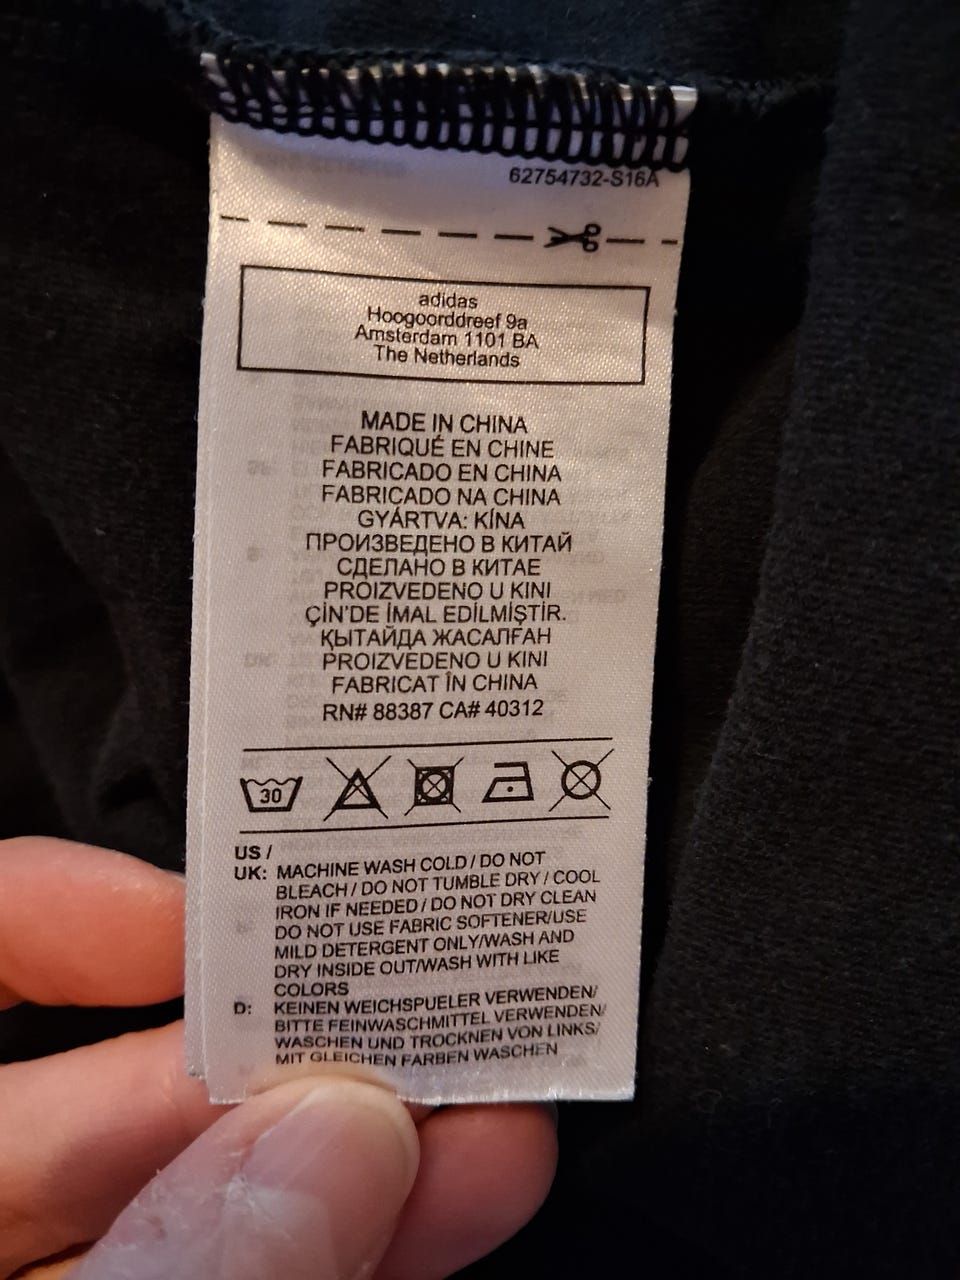 62754732-S16A
adidas
Hoogoorddreef 9a
Amsterdam 1101 BA
The Netherlands
MADE IN CHINA
FABRIQUÉ EN CHINE
FABRICADO EN CHINA
FABRICADO NA CHINA
GYÁRTVA: KÍNA
ПРОИЗВЕДЕНО В КИТАЙ
СДЕЛАНО В КИТАЕ
PROIZVEDENO U KINI
ÇİN'DE İMAL EDİLMİŞTİR.
ҚЫТАЙДА ЖАСАЛҒАН
PROIZVEDENO U KINI
FABRICAT ÎN CHINA
RN# 88387 CA# 40312
30
US /
UK: MACHINE WASH COLD / DO NOT
BLEACH / DO NOT TUMBLE DRY / COOL
IRON IF NEEDED / DO NOT DRY CLEAN
DO NOT USE FABRIC SOFTENER/USE
MILD DETERGENT ONLY/WASH AND
DRY INSIDE OUT/WASH WITH LIKE
COLORS
D: KEINEN WEICHSPUELER VERWENDEN/
BITTE FEINWASCHMITTEL VERWENDEN/
WASCHEN UND TROCKNEN VON LINKS/
MIT GLEICHEN FARBEN WASCHEN